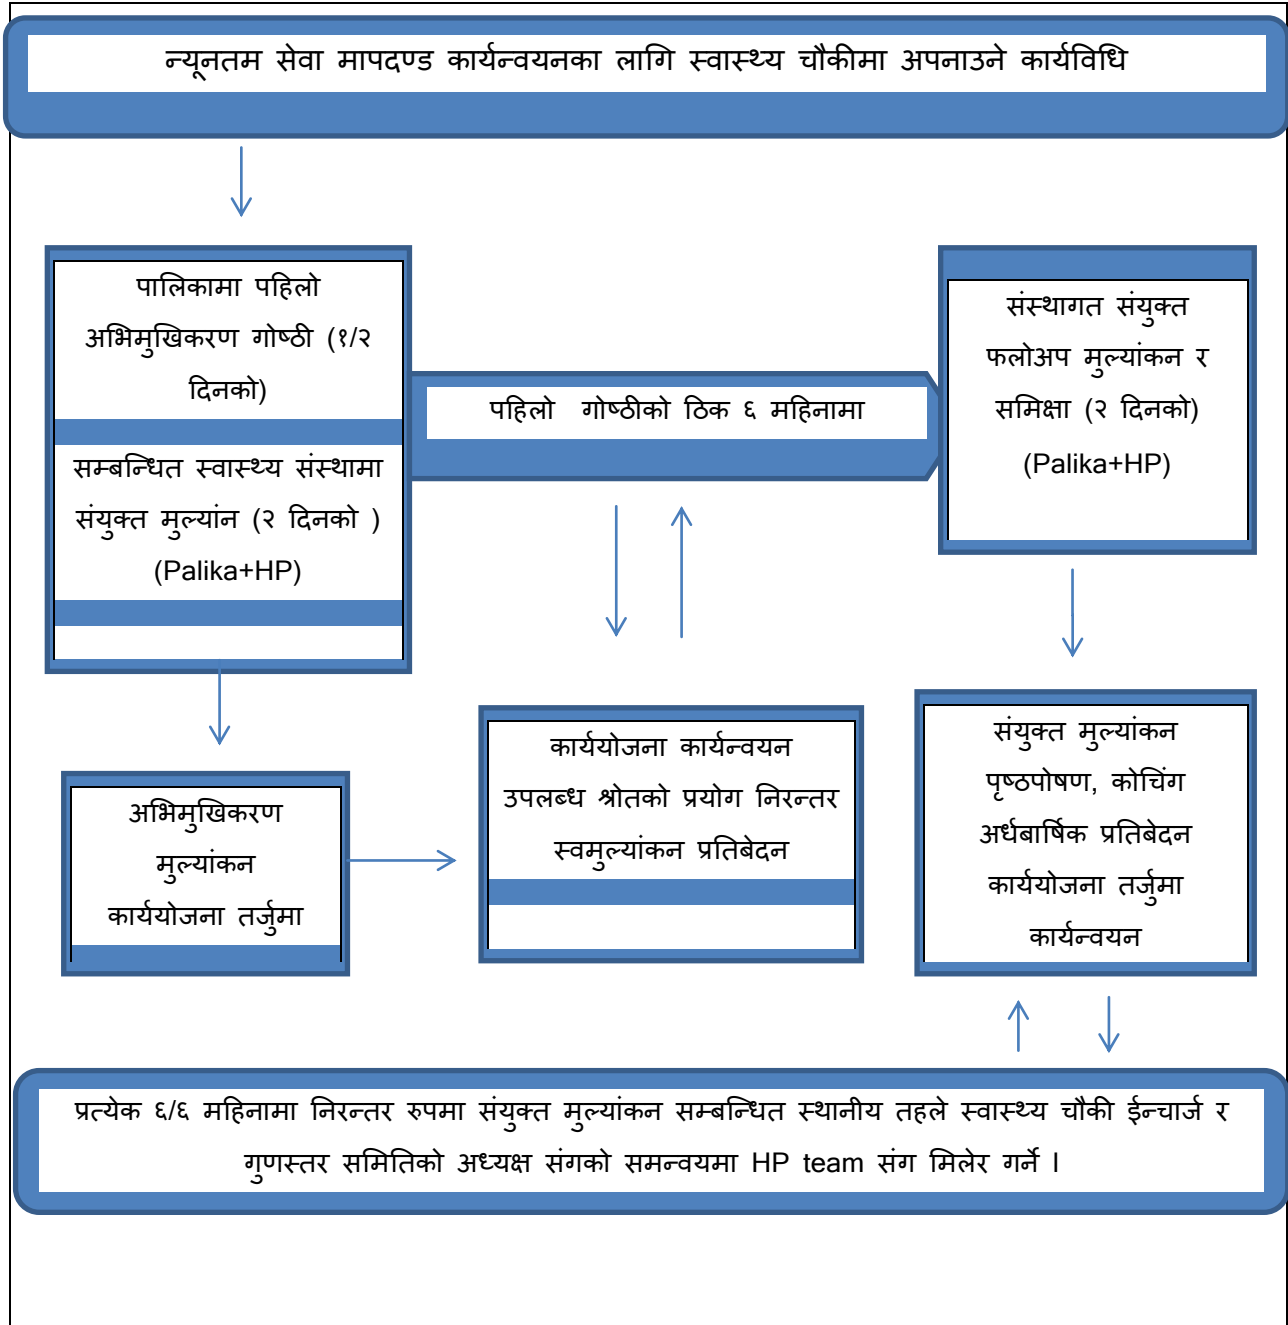 न्यूनतम सेवा मापदण्ड कार्यन्वयनका लागि स्वास्थ्य चौकीमा अपनाउने कार्यविधि
पालिकामा पहिलो
अभिमुखिकरण गोष्ठी (१/२
दिनको)
सम्बन्धित स्वास्थ्य संस्थामा
संयुक्त मुल्यांन (२ दिनको )
(Palika+HP)
पहिलो गोष्ठीको ठिक ६ महिनामा
संस्थागत संयुक्त
फलोअप मुल्यांकन र
समिक्षा (२ दिनको)
(Palika+HP)
अभिमुखिकरण
मुल्यांकन
कार्ययोजना तर्जुमा
कार्ययोजना कार्यन्वयन
उपलब्ध श्रोतको प्रयोग निरन्तर
स्वमुल्यांकन प्रतिबेदन
संयुक्त मुल्यांकन
पृष्ठपोषण, कोचिंग
अर्धबार्षिक प्रतिबेदन
कार्ययोजना तर्जुमा
कार्यन्वयन
प्रत्येक ६/६ महिनामा निरन्तर रुपमा संयुक्त मुल्यांकन सम्बन्धित स्थानीय तहले स्वास्थ्य चौकी ईन्चार्ज र
गुणस्तर समितिको अध्यक्ष संगको समन्वयमा HP team संग मिलेर गर्ने ।